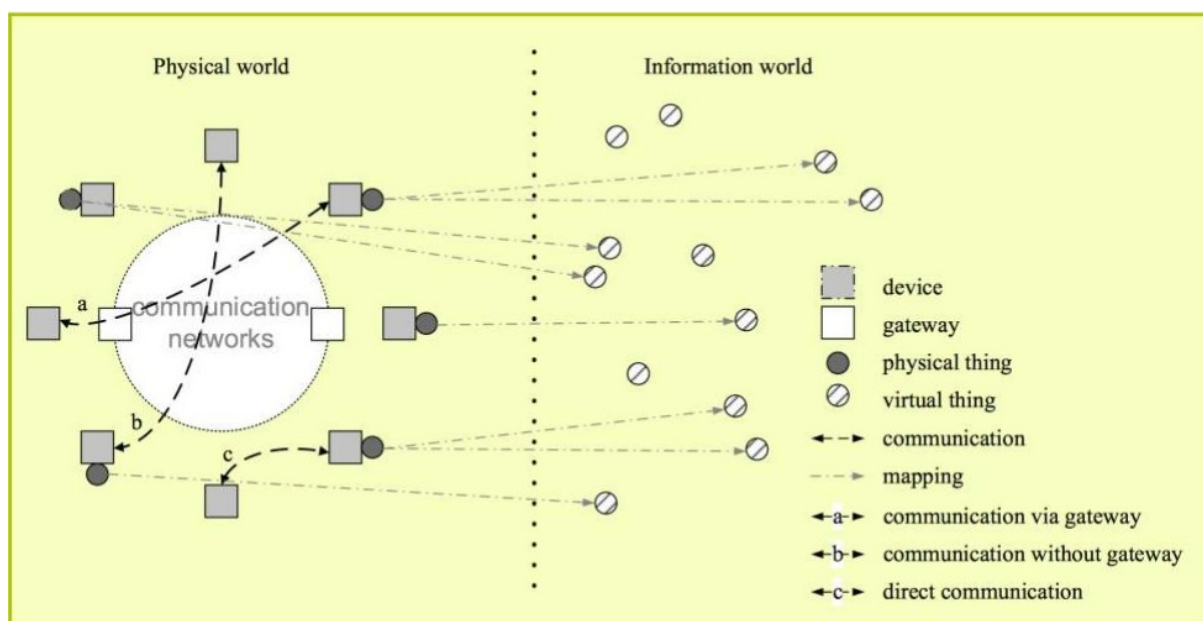 Physical world
Information world
a
communication
networks
b
c
device
gateway
physical thing
virtual thing
communication
mapping
a communication via gateway
b communication without gateway
c direct communication